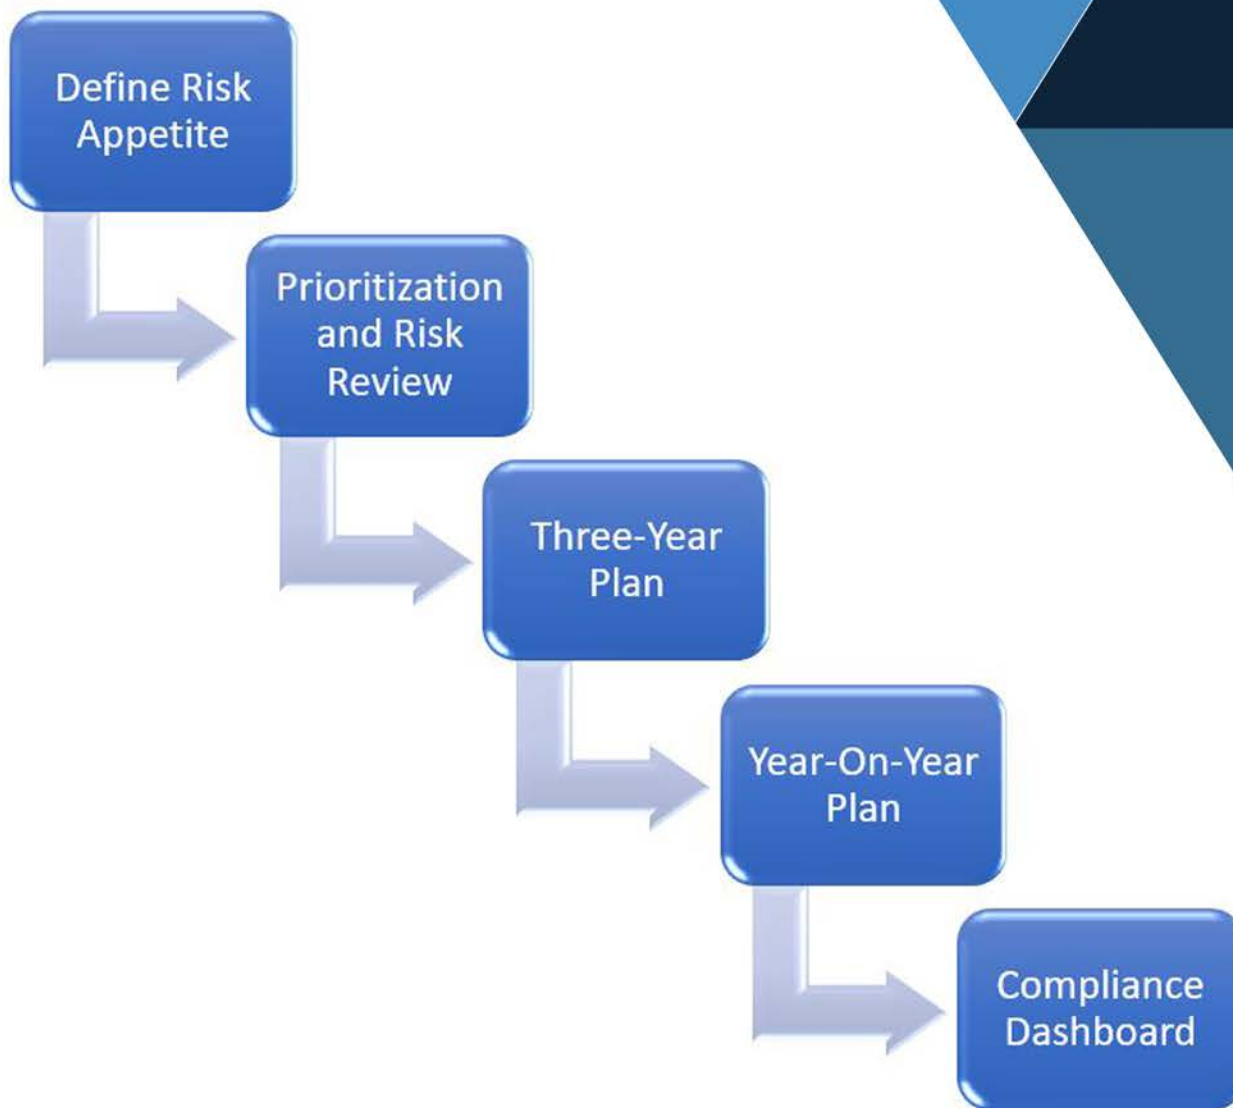 Define Risk
Appetite
Prioritization
and Risk
Review
Three-Year
Plan
Year-On-Year
Plan
Compliance
Dashboard